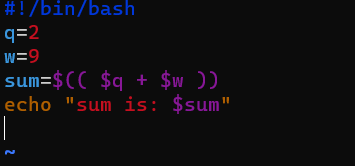 #!/bin/bash
q=2
w=9
sum=$(( $q + $w ))
echo "sum is: $sum"
~